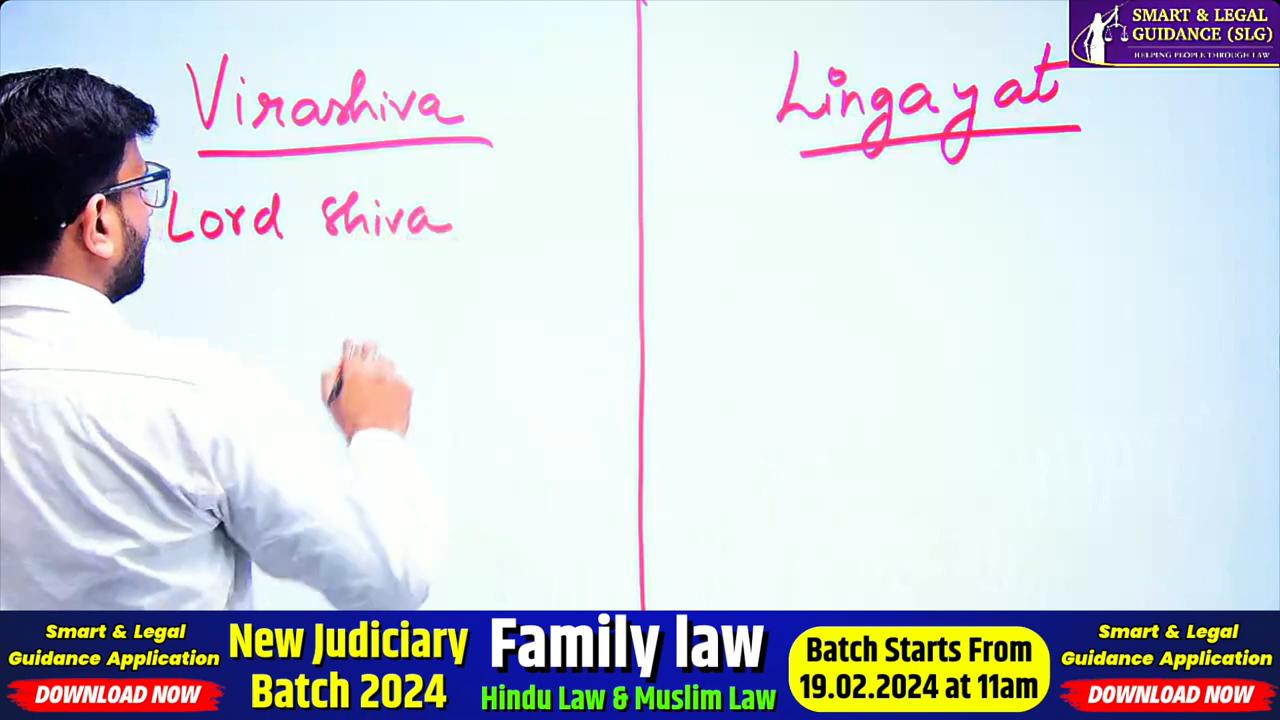 SMART & LEGAL
GUIDANCE (SLG)
HELPING PEOPLE THROUGH LAW
Virashiva
Lingayat
Lord shiva
Smart & Legal
Guidance Application
DOWNLOAD NOW
New Judiciary
Batch 2024
Family law
Hindu Law & Muslim Law
Batch Starts From
19.02.2024 at 11am
Smart & Legal
Guidance Application
DOWNLOAD NOW